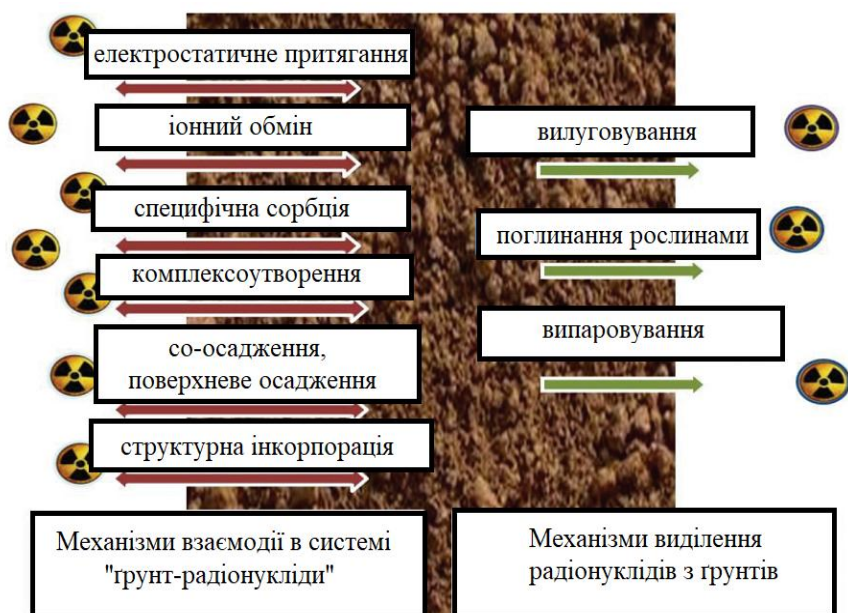 електростатичне притягання
іонний обмін
специфічна сорбція
комплексоутворення
со-осадження,
поверхневе осадження
структурна інкорпорація
Механізми взаємодії в системі
"ґрунт-радіонукліди"
вилуговування
поглинання рослинами
випаровування
Механізми виділення
радіонуклідів з ґрунтів